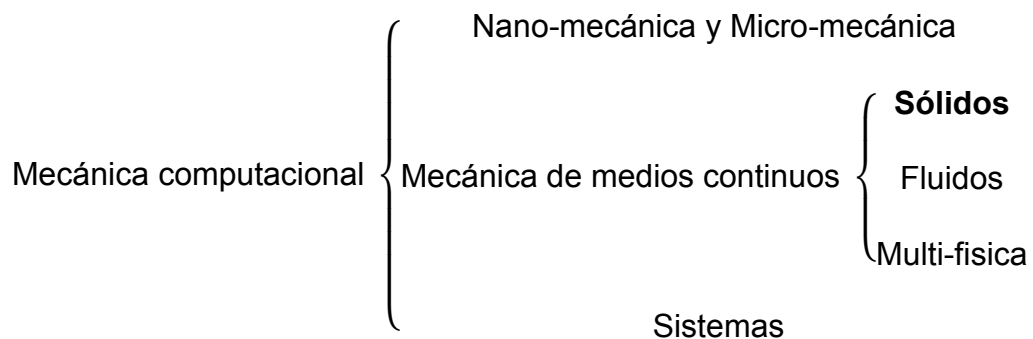 Nano-mecánica y Micro-mecánica
Sólidos
Mecánica computacional
Mecánica de medios continuos
Fluidos
Multi-fisica
Sistemas